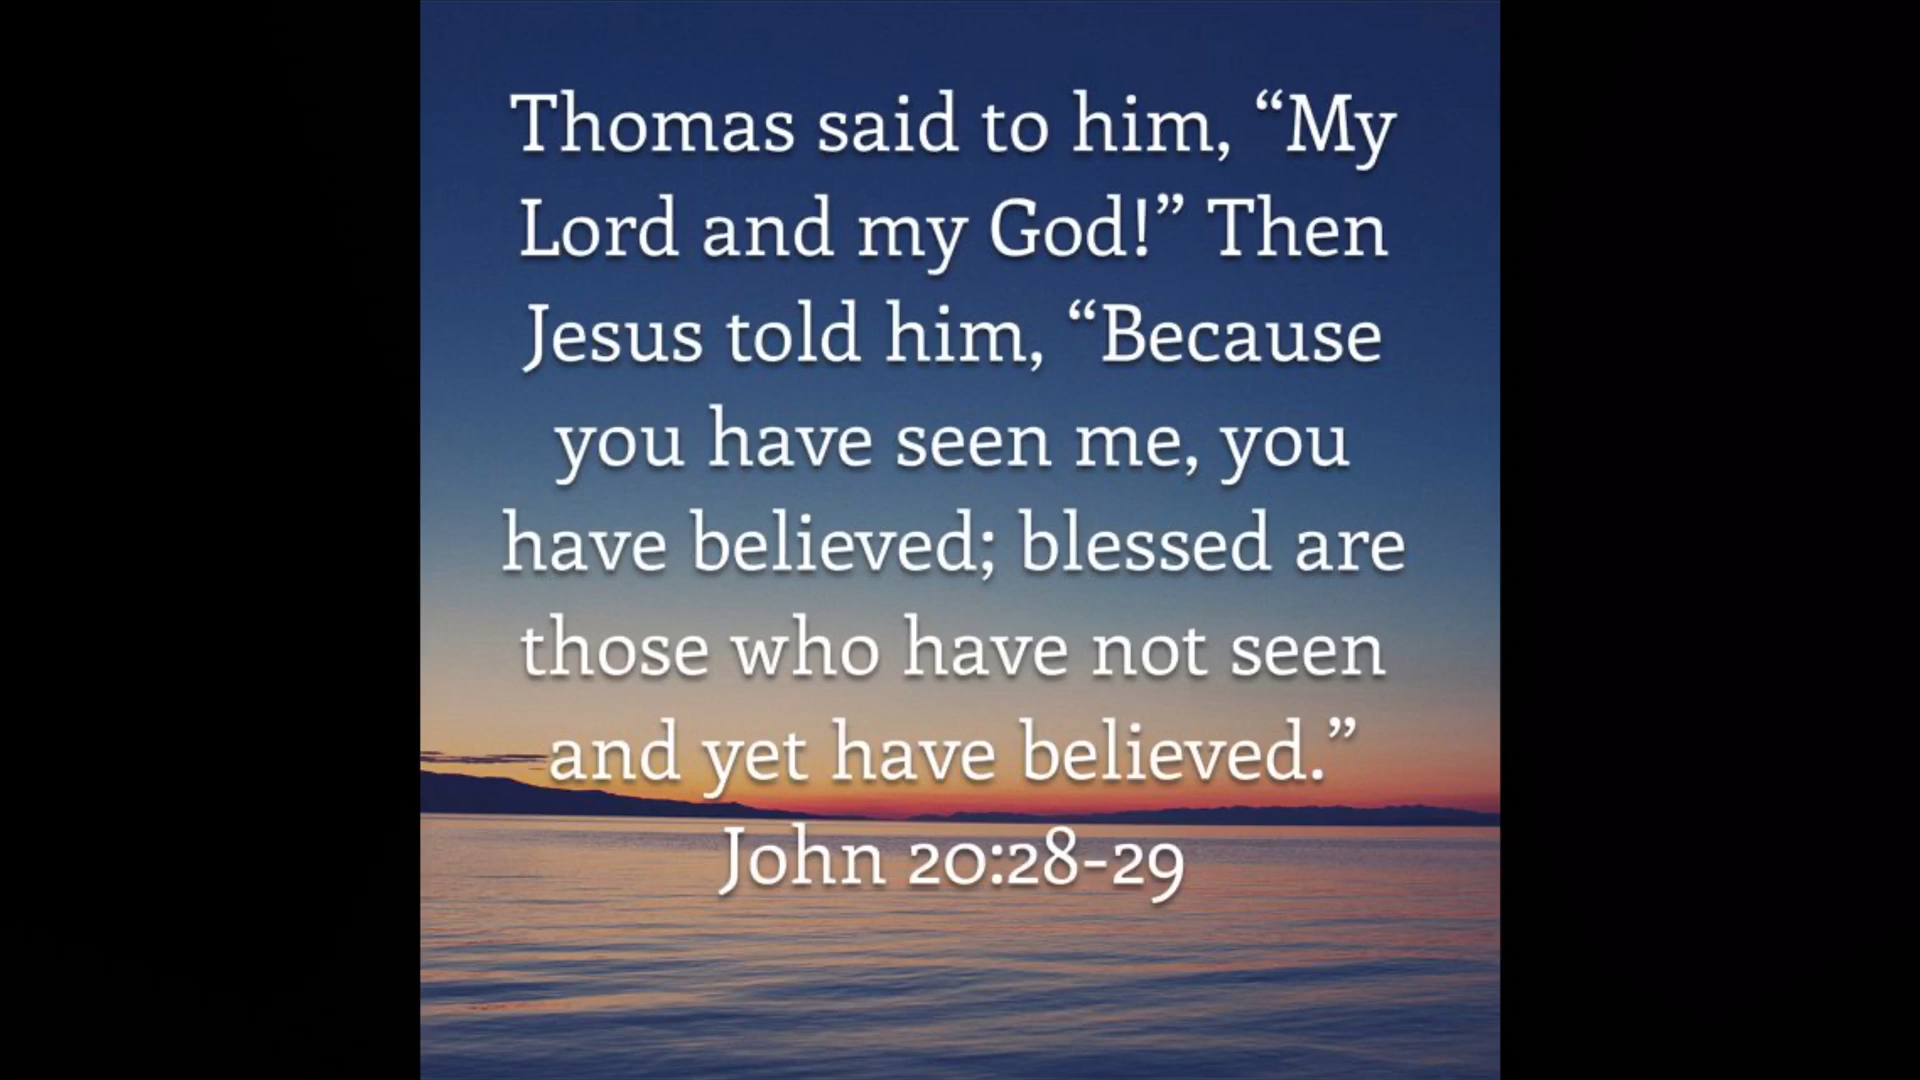 Thomas said to him, “My
Lord and my God!” Then
Jesus told him, “Because
you have seen me, you
have believed; blessed are
those who have not seen
and yet have believed.”
John 20:28-29